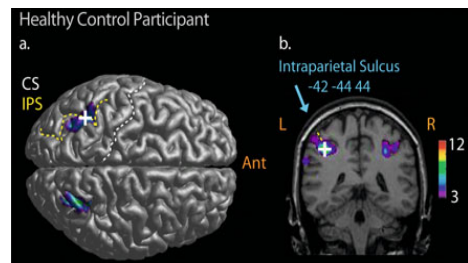 Healthy Control Participant
a.
b.
CS
IPS
Intraparietal Sulcus
-42 -44 44
L
R
Ant
12
3